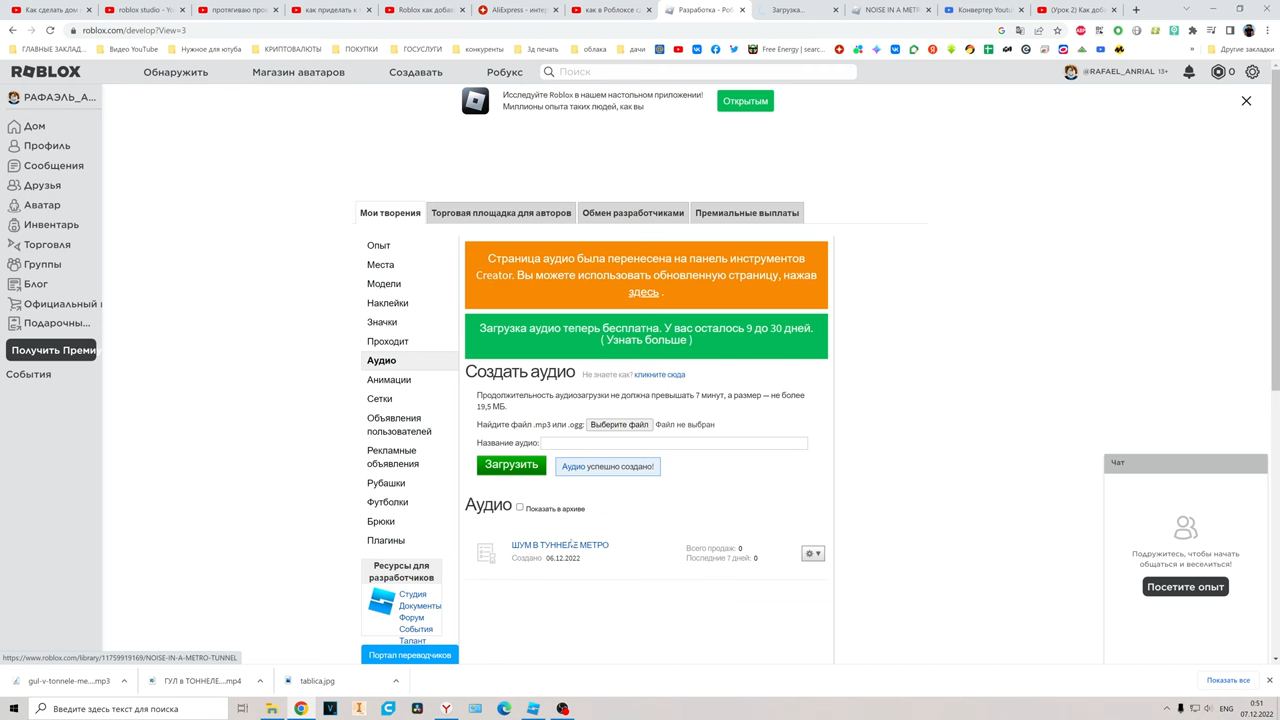 Как сделать дом
roblox studio - Yo
протягиваю пров
как приделать к
Roblox как добав
AliExpress – интер
как в Роблоксе сд
Разработка - Роб
Загрузка...
NOISE IN A METR
Конвертер Youtub
(Урок 2) Как доба
roblox.com/develop?View=3
ГЛАВНЫЕ ЗАКЛАД...
Видео YouTube
Нужное для ютуба
КРИПТОВАЛЮТЫ
ПОКУПКИ
ГОСУСЛУГИ
конкуренты
3д печать
облака
дачи
Free Energy | searc...
Другие закладки
ROBLOX
Обнаружить
Магазин аватаров
Создавать
Робукс
Поиск
@RAFAEL_ANRIAL 13+
0
РАФАЭЛЬ_А...
Исследуйте Roblox в нашем настольном приложении!
Миллионы опыта таких людей, как вы
Открытым
Дом
Профиль
Сообщения
Друзья
Аватар
Инвентарь
Торговля
Группы
Блог
Официальный
Подарочны...
Получить Преми
События
Мои творения
Торговая площадка для авторов
Обмен разработчиками
Премиальные выплаты
Опыт
Места
Модели
Наклейки
Значки
Проходит
Аудио
Анимации
Сетки
Объявления
пользователей
Рекламные
объявления
Рубашки
Футболки
Брюки
Плагины
Ресурсы для
разработчиков
Студия
Документы
Форум
События
Талант
Портал переводчиков
Страница аудио была перенесена на панель инструментов
Creator. Вы можете использовать обновленную страницу, нажав
здесь .
Загрузка аудио теперь бесплатна. У вас осталось 9 до 30 дней.
( Узнать больше )
Создать аудио
Не знаете как? кликните сюда
Продолжительность аудиозагрузки не должна превышать 7 минут, а размер — не более
19,5 МБ.
Найдите файл .mp3 или .ogg: Выберите файл Файл не выбран
Название аудио:
Загрузить
Аудио успешно создано!
Аудио
Показать в архиве
ШУМ В ТУННЕЛЕ МЕТРО
Создано 06.12.2022
Всего продаж: 0
Последние 7 дней: 0
Чат
Подружитесь, чтобы начать
общаться и веселиться!
Посетите опыт
https://www.roblox.com/library/11759919169/NOISE-IN-A-METRO-TUNNEL
gul-v-tonnele-me....mp3
ГУЛ в ТОННЕЛЕ....mp4
tablica.jpg
Показать все
Введите здесь текст для поиска
ENG
0:51
07.12.2022